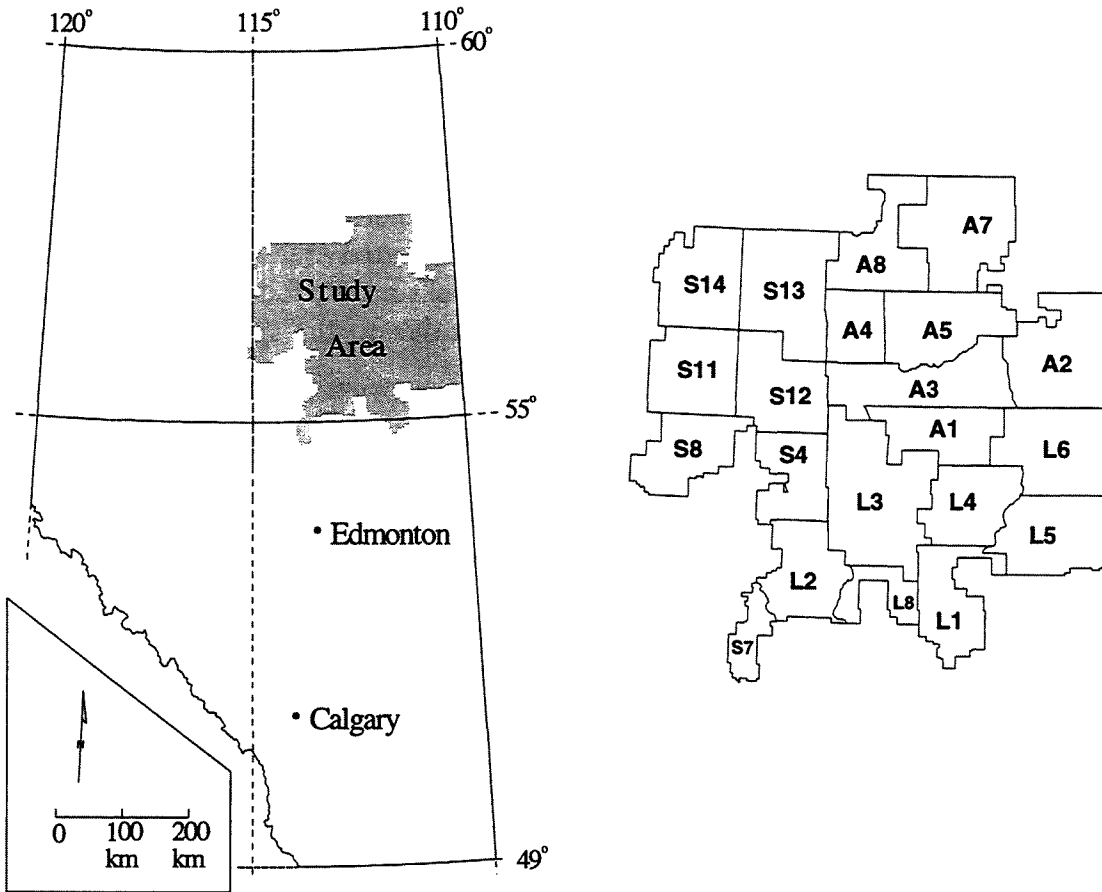 120°
115°
110°
60°
Study
Area
55°
Edmonton
Calgary
0 100 200
km km
49°
A7
A8
S14
S13
A4
A5
A2
S11
S12
A3
A1
S8
S4
L6
L3
L4
L5
L2
L8
L1
S7